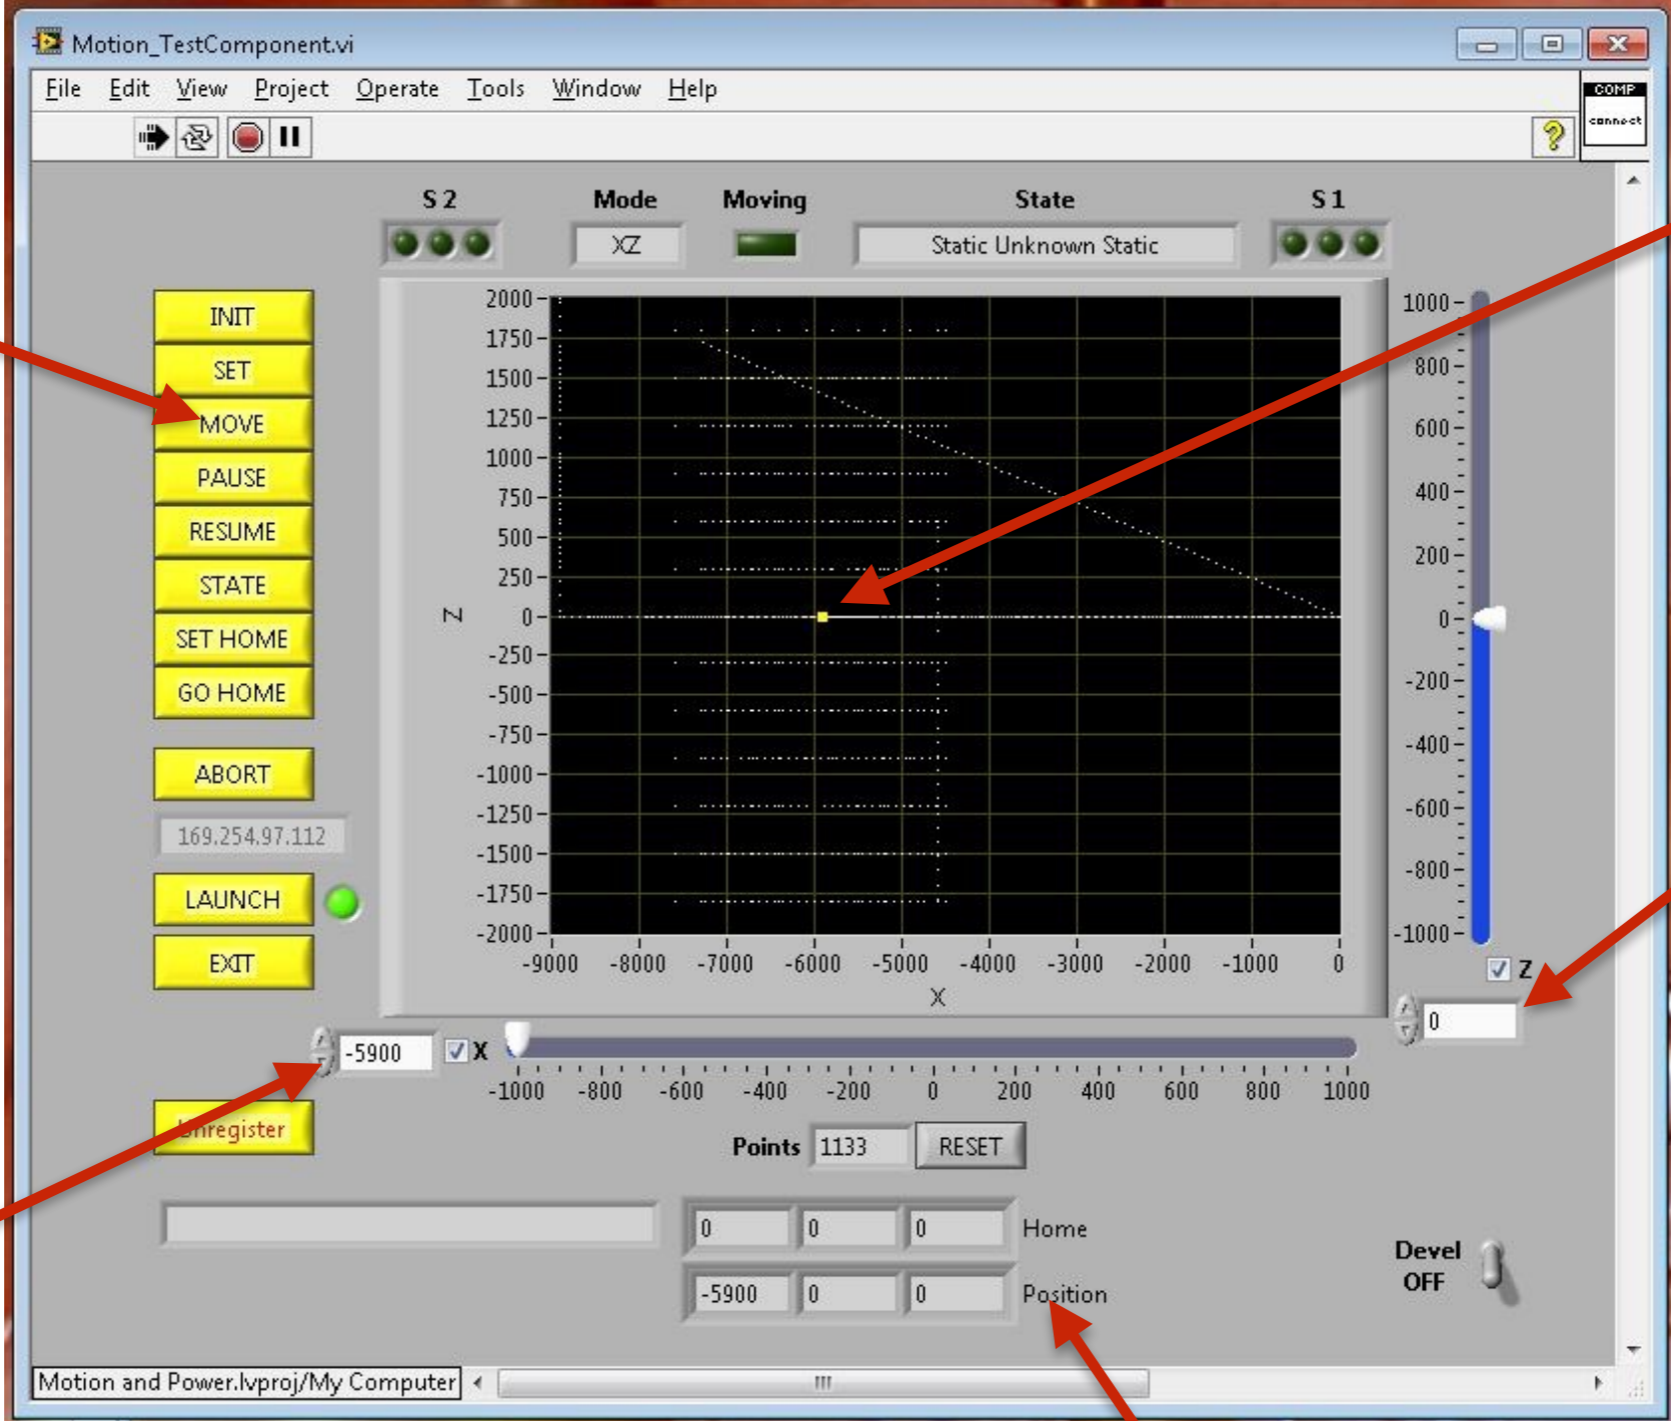 Motion_TestComponent.vi
File Edit View Project Operate Tools Window Help
COMP
connect
S 2 Mode Moving State S 1
XZ Static Unknown Static
INIT
SET
MOVE
PAUSE
RESUME
STATE
SET HOME
GO HOME
ABORT
169.254.97.112
LAUNCH
EXIT
2000
1750
1500
1250
1000
750
500
250
0
-250
-500
-750
-1000
-1250
-1500
-1750
-2000
Z
-9000 -8000 -7000 -6000 -5000 -4000 -3000 -2000 -1000 0
X
1000
800
600
400
200
0
-200
-400
-600
-800
-1000
Z
0
-5900 X
-1000 -800 -600 -400 -200 0 200 400 600 800 1000
Unregister
Points 1133 RESET
0 0 0 Home
-5900 0 0 Position
Devel
OFF
Motion and Power.lvproj/My Computer